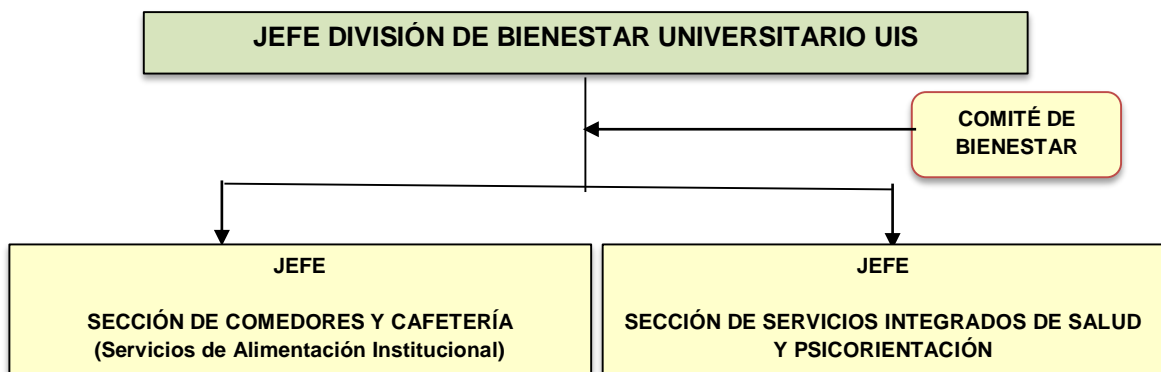 JEFE DIVISIÓN DE BIENESTAR UNIVERSITARIO UIS
COMITÉ DE
BIENESTAR
JEFE
SECCIÓN DE COMEDORES Y CAFETERÍA
(Servicios de Alimentación Institucional)
JEFE
SECCIÓN DE SERVICIOS INTEGRADOS DE SALUD
Y PSICORIENTACIÓN